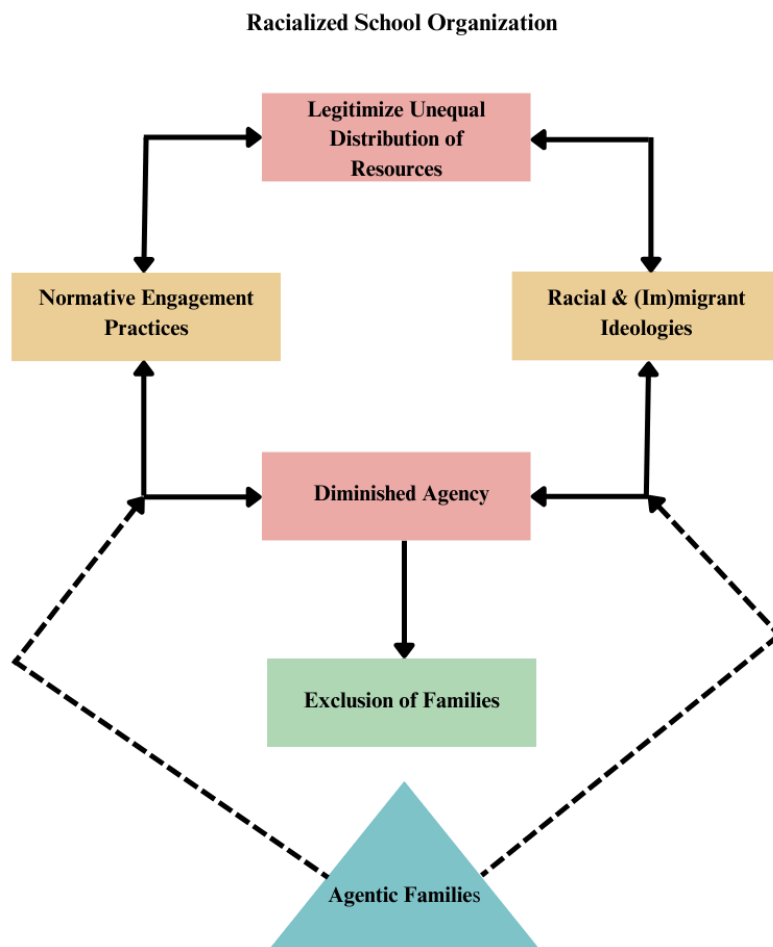 Racialized School Organization
Legitimize Unequal
Distribution of
Resources
Normative Engagement
Practices
Racial & (Im)migrant
Ideologies
Diminished Agency
Exclusion of Families
Agentic Families